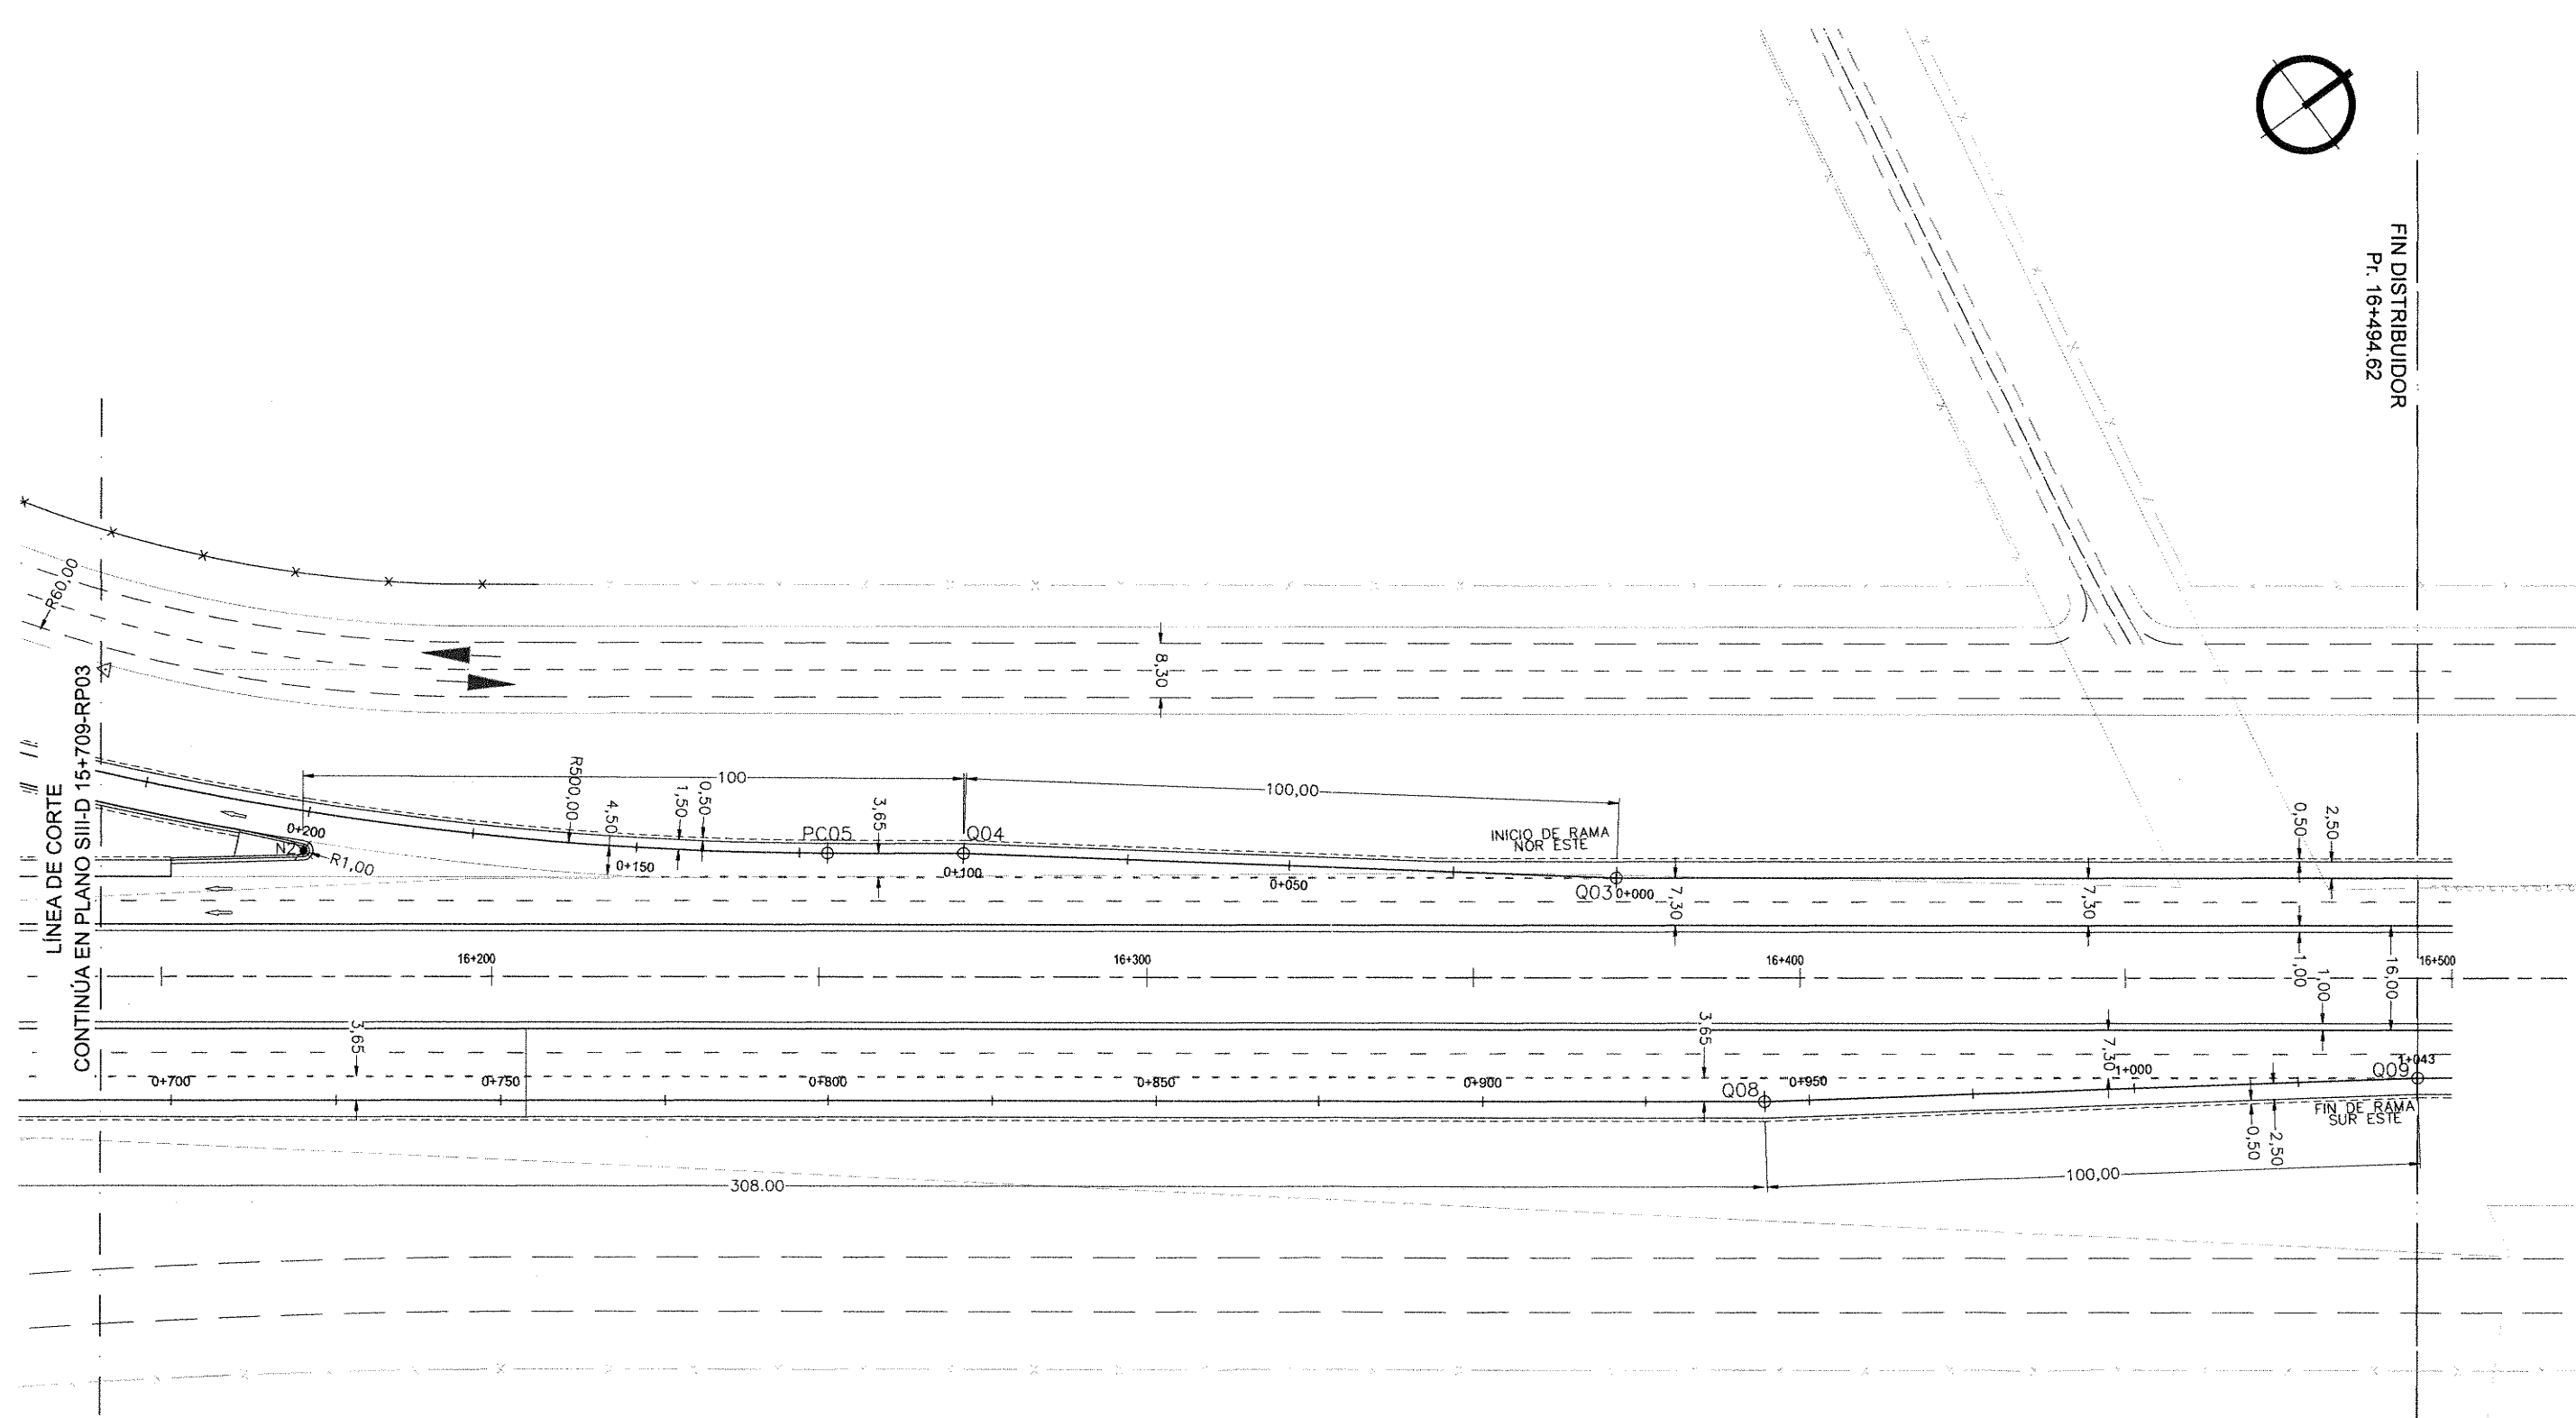 FIN DISTRIBUIDOR
Pr. 16+494.62
R60,00
LÍNEA DE CORTE
CONTINÚA EN PLANO SIII-D 15+709-RP03
8,30
100
100,00
R500,00
4,50
1,50
0,50
3,65
PC05
Q04
INICIO DE RAMA
NOR ESTE
0,50
2,50
0+200
N2
R1,00
0+150
0+100
0+050
Q03
0+000
7,30
7,30
16+200
16+300
16+400
16+500
1,00
1,00
16,00
3,65
3,65
7,30
0+700
0+750
0+800
0+850
0+900
Q08
0+950
1+000
1+043
Q09
FIN DE RAMA
SUR ESTE
0,50
2,50
308.00
100,00